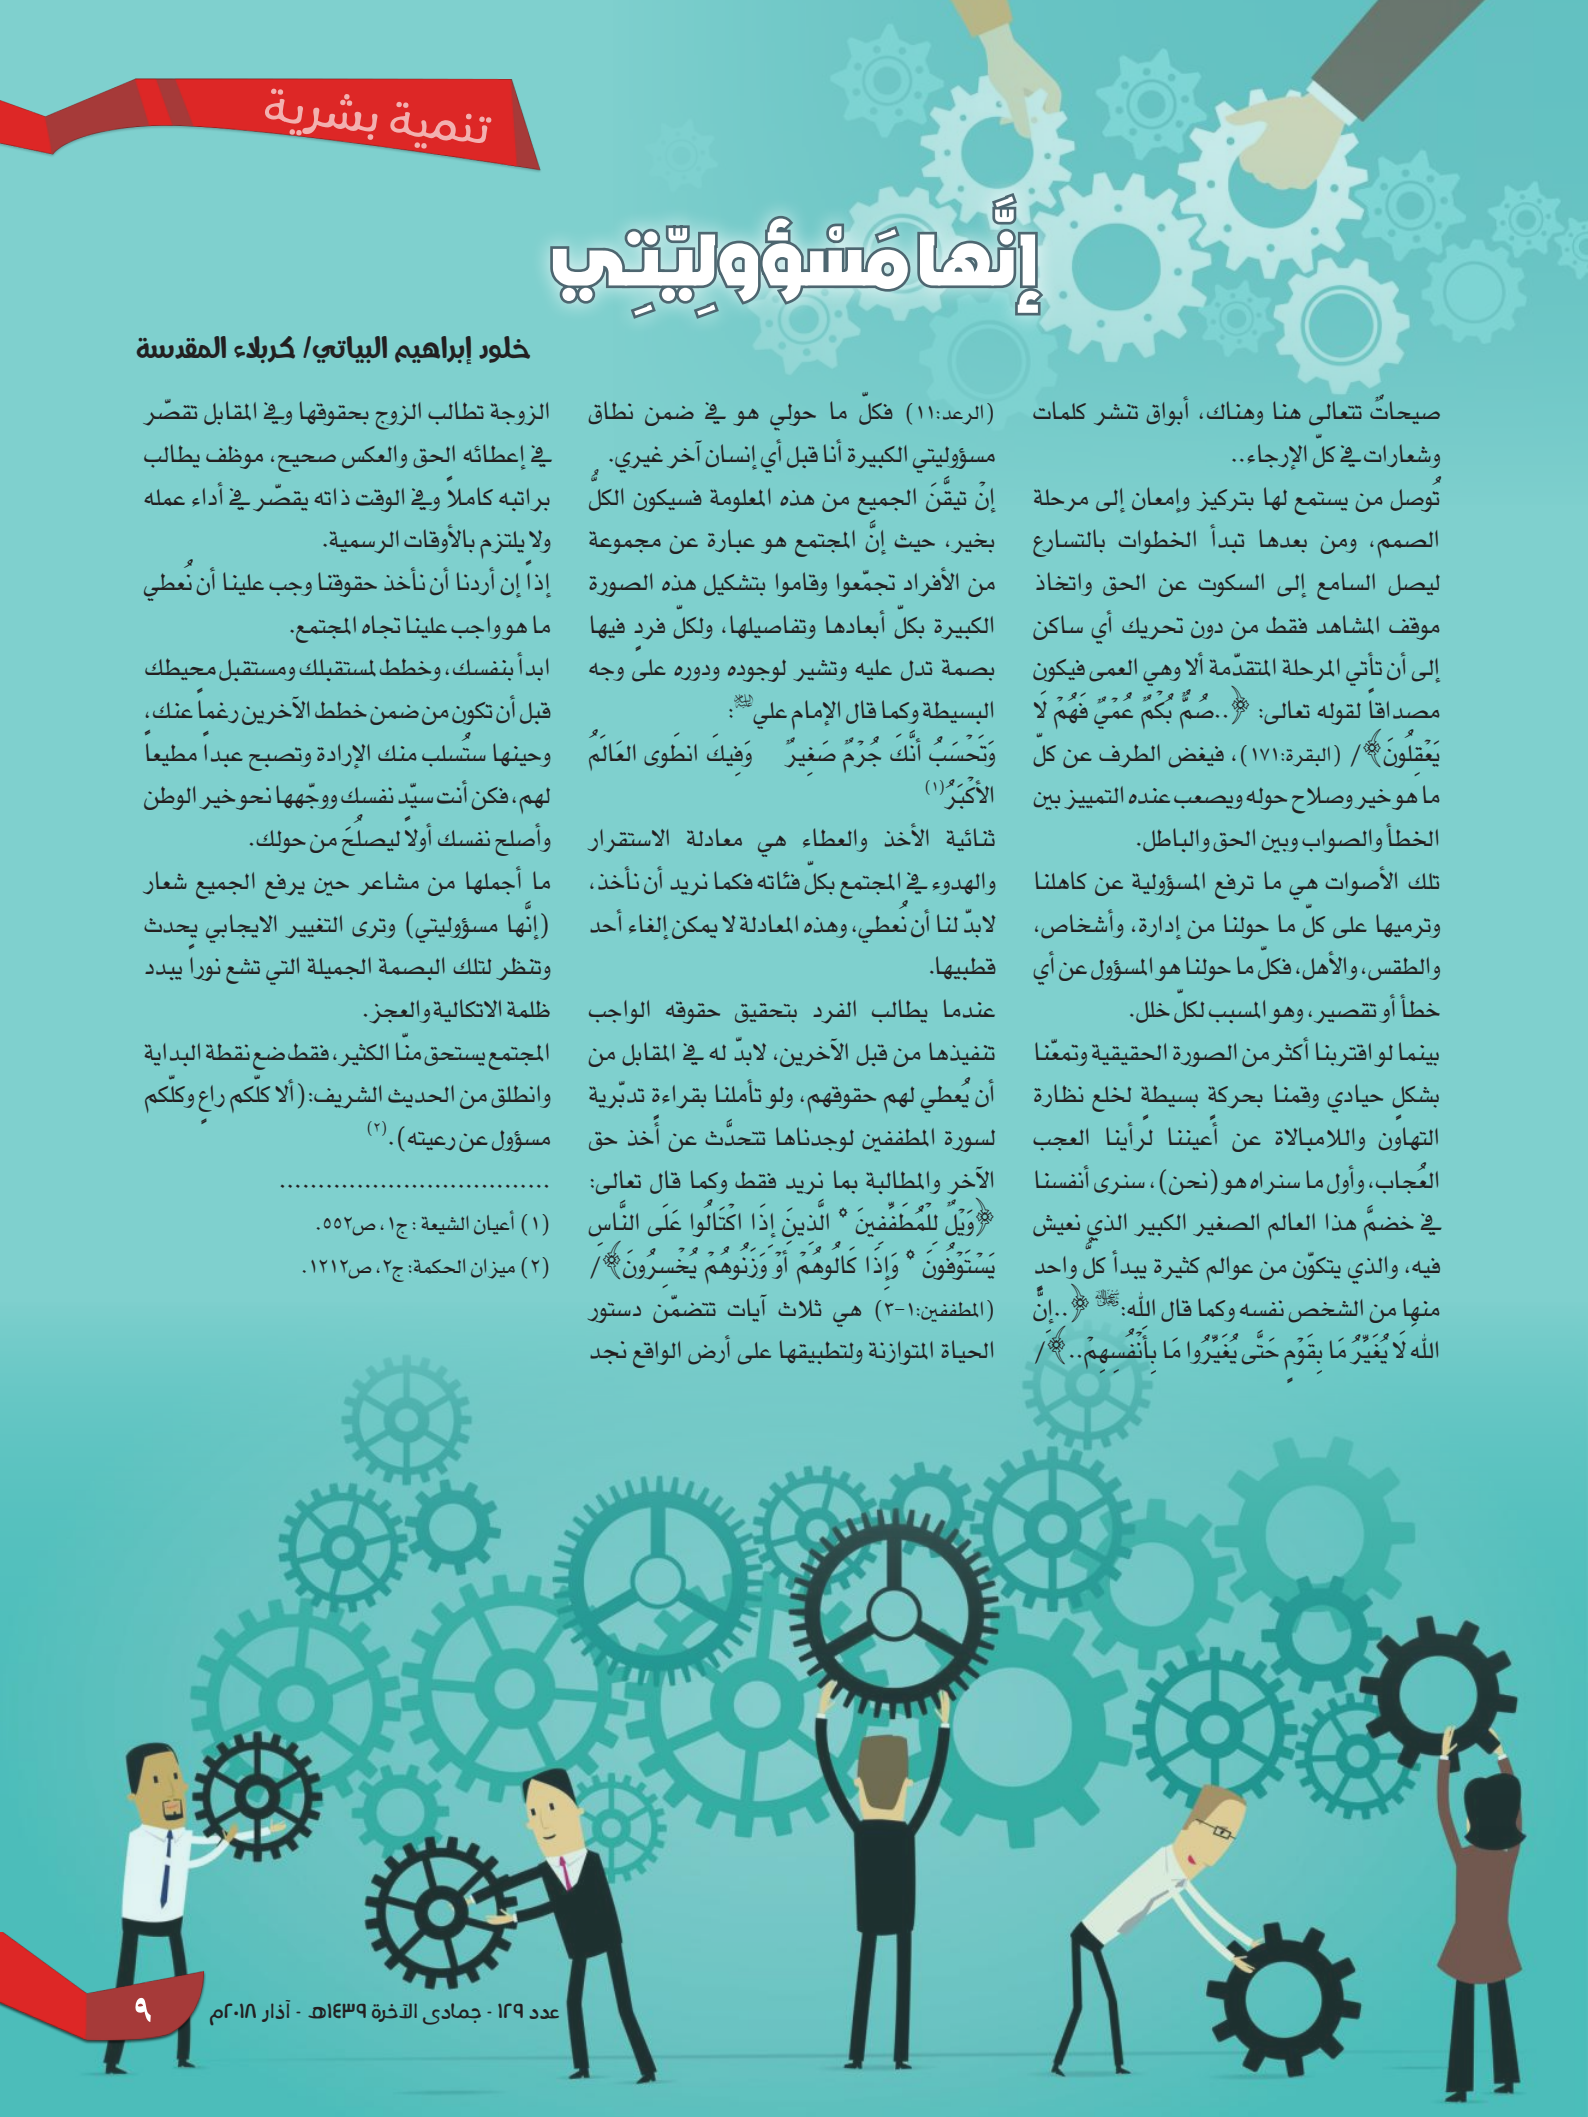 تنمية بشرية
إنَّها مَسْؤوليّتِي
خلود إبراهيم البياتي/ كربلاء المقدسة
صيحاتٌ تتعالى هنا وهناك، أبواق تنشر كلمات
وشعارات في كلّ الإرجاء..
تُوصل من يستمع لها بتركيز وإمعان إلى مرحلة
الصمم، ومن بعدها تبدأ الخطوات بالتسارع
ليصل السامع إلى السكوت عن الحق واتخاذ
موقف المشاهد فقط من دون تحريك أي ساكن
إلى أن تأتي المرحلة المتقدّمة ألا وهي العمى فيكون
مصداقاً لقوله تعالى: ﴿..صُمٌّ بُكْمٌ عُمْيٌ فَهُمْ لَا
يَعْقِلُونَ﴾/ (البقرة:١٧١)، فيغض الطرف عن كلّ
ما هو خير وصلاح حوله ويصعب عنده التمييز بين
الخطأ والصواب وبين الحق والباطل.
تلك الأصوات هي ما ترفع المسؤولية عن كاهلنا
وترميها على كلّ ما حولنا من إدارة، وأشخاص،
والطقس، والأهل، فكلّ ما حولنا هو المسؤول عن أي
خطأ أو تقصير، وهو المسبب لكلّ خلل.
بينما لو اقتربنا أكثر من الصورة الحقيقية وتمعّنا
بشكلٍ حيادي وقمنا بحركةٍ بسيطةٍ لخلع نظارة
التهاون واللامبالاة عن أعيننا لرأينا العجب
العُجاب، وأول ما سنراه هو (نحن)، سنرى أنفسنا
في خضمَّ هذا العالم الصغير الكبير الذي نعيش
فيه، والذي يتكوّن من عوالم كثيرة يبدأ كلُّ واحدٍ
منها من الشخص نفسه وكما قال الله: ﴿..إنَّ
اللَّهَ لَا يُغَيِّرُ مَا بِقَوْمٍ حَتَّى يُغَيِّرُوا مَا بِأَنْفُسِهِمْ..﴾/
(الرعد:١١) فكلّ ما حولي هو في ضمن نطاق
مسؤوليتي الكبيرة أنا قبل أي إنسان آخر غيري.
إنْ تيقَّنَ الجميع من هذه المعلومة فسيكون الكلُّ
بخير، حيث إنَّ المجتمع هو عبارة عن مجموعة
من الأفراد تجمّعوا وقاموا بتشكيل هذه الصورة
الكبيرة بكلّ أبعادها وتفاصيلها، ولكلّ فردٍ فيها
بصمة تدل عليه وتشير لوجوده ودوره على وجه
البسيطة وكما قال الإمام علي:
وَتَحْسَبُ أنَّكَ جُرْمٌ صَغِيرٌ وَفِيكَ انطَوى العَالَمُ
الأكْبَرُ(١)
ثنائية الأخذ والعطاء هي معادلة الاستقرار
والهدوء في المجتمع بكلّ فئاته فكما نريد أن نأخذ،
لابدّ لنا أن نُعطي، وهذه المعادلة لا يمكن إلغاء أحد
قطبيها.
عندما يطالب الفرد بتحقيق حقوقه الواجب
تنفيذها من قبل الآخرين، لابدّ له في المقابل من
أن يُعطي لهم حقوقهم، ولو تأملنا بقراءة تدبّرية
لسورة المطففين لوجدناها تتحدَّث عن أخذ حق
الآخر والمطالبة بما نريد فقط وكما قال تعالى:
﴿وَيْلٌ لِلْمُطَفِّفِينَ * الَّذِينَ إِذَا اكْتَالُوا عَلَى النَّاسِ
يَسْتَوْفُونَ * وَإِذَا كَالُوهُمْ أَوْ وَزَنُوهُمْ يُخْسِرُونَ﴾/
(المطففين:١-٣) هي ثلاث آيات تتضمّن دستور
الحياة المتوازنة ولتطبيقها على أرض الواقع نجد
الزوجة تطالب الزوج بحقوقها وفي المقابل تقصّر
في إعطائه الحق والعكس صحيح، موظف يطالب
براتبه كاملاً وفي الوقت ذاته يقصّر في أداء عمله
ولا يلتزم بالأوقات الرسمية.
إذاً إن أردنا أن نأخذ حقوقنا وجب علينا أن نُعطي
ما هو واجب علينا تجاه المجتمع.
ابدأ بنفسك، وخطط لمستقبلك ومستقبل محيطك
قبل أن تكون من ضمن خطط الآخرين رغماً عنك،
وحينها ستُسلب منك الإرادة وتصبح عبداً مطيعاً
لهم، فكن أنت سيّد نفسك ووجّهها نحو خير الوطن
وأصلح نفسك أولاً ليصلُحَ من حولك.
ما أجملها من مشاعر حين يرفع الجميع شعار
(إنَّها مسؤوليتي) وترى التغيير الايجابي يحدث
وتنظر لتلك البصمة الجميلة التي تشع نوراً يبدد
ظلمة الاتكالية والعجز.
المجتمع يستحق منّا الكثير، فقط ضع نقطة البداية
وانطلق من الحديث الشريف: (ألا كلّكم راعٍ وكلّكم
مسؤول عن رعيته).(٢)
..................................
(١) أعيان الشيعة : ج١، ص٥٥٢.
(٢) ميزان الحكمة: ج٢، ص١٢١٢.
عدد ١٢٩ - جمادى الآخرة ١٤٣٩هـ - آذار ٢٠١٨م
٩